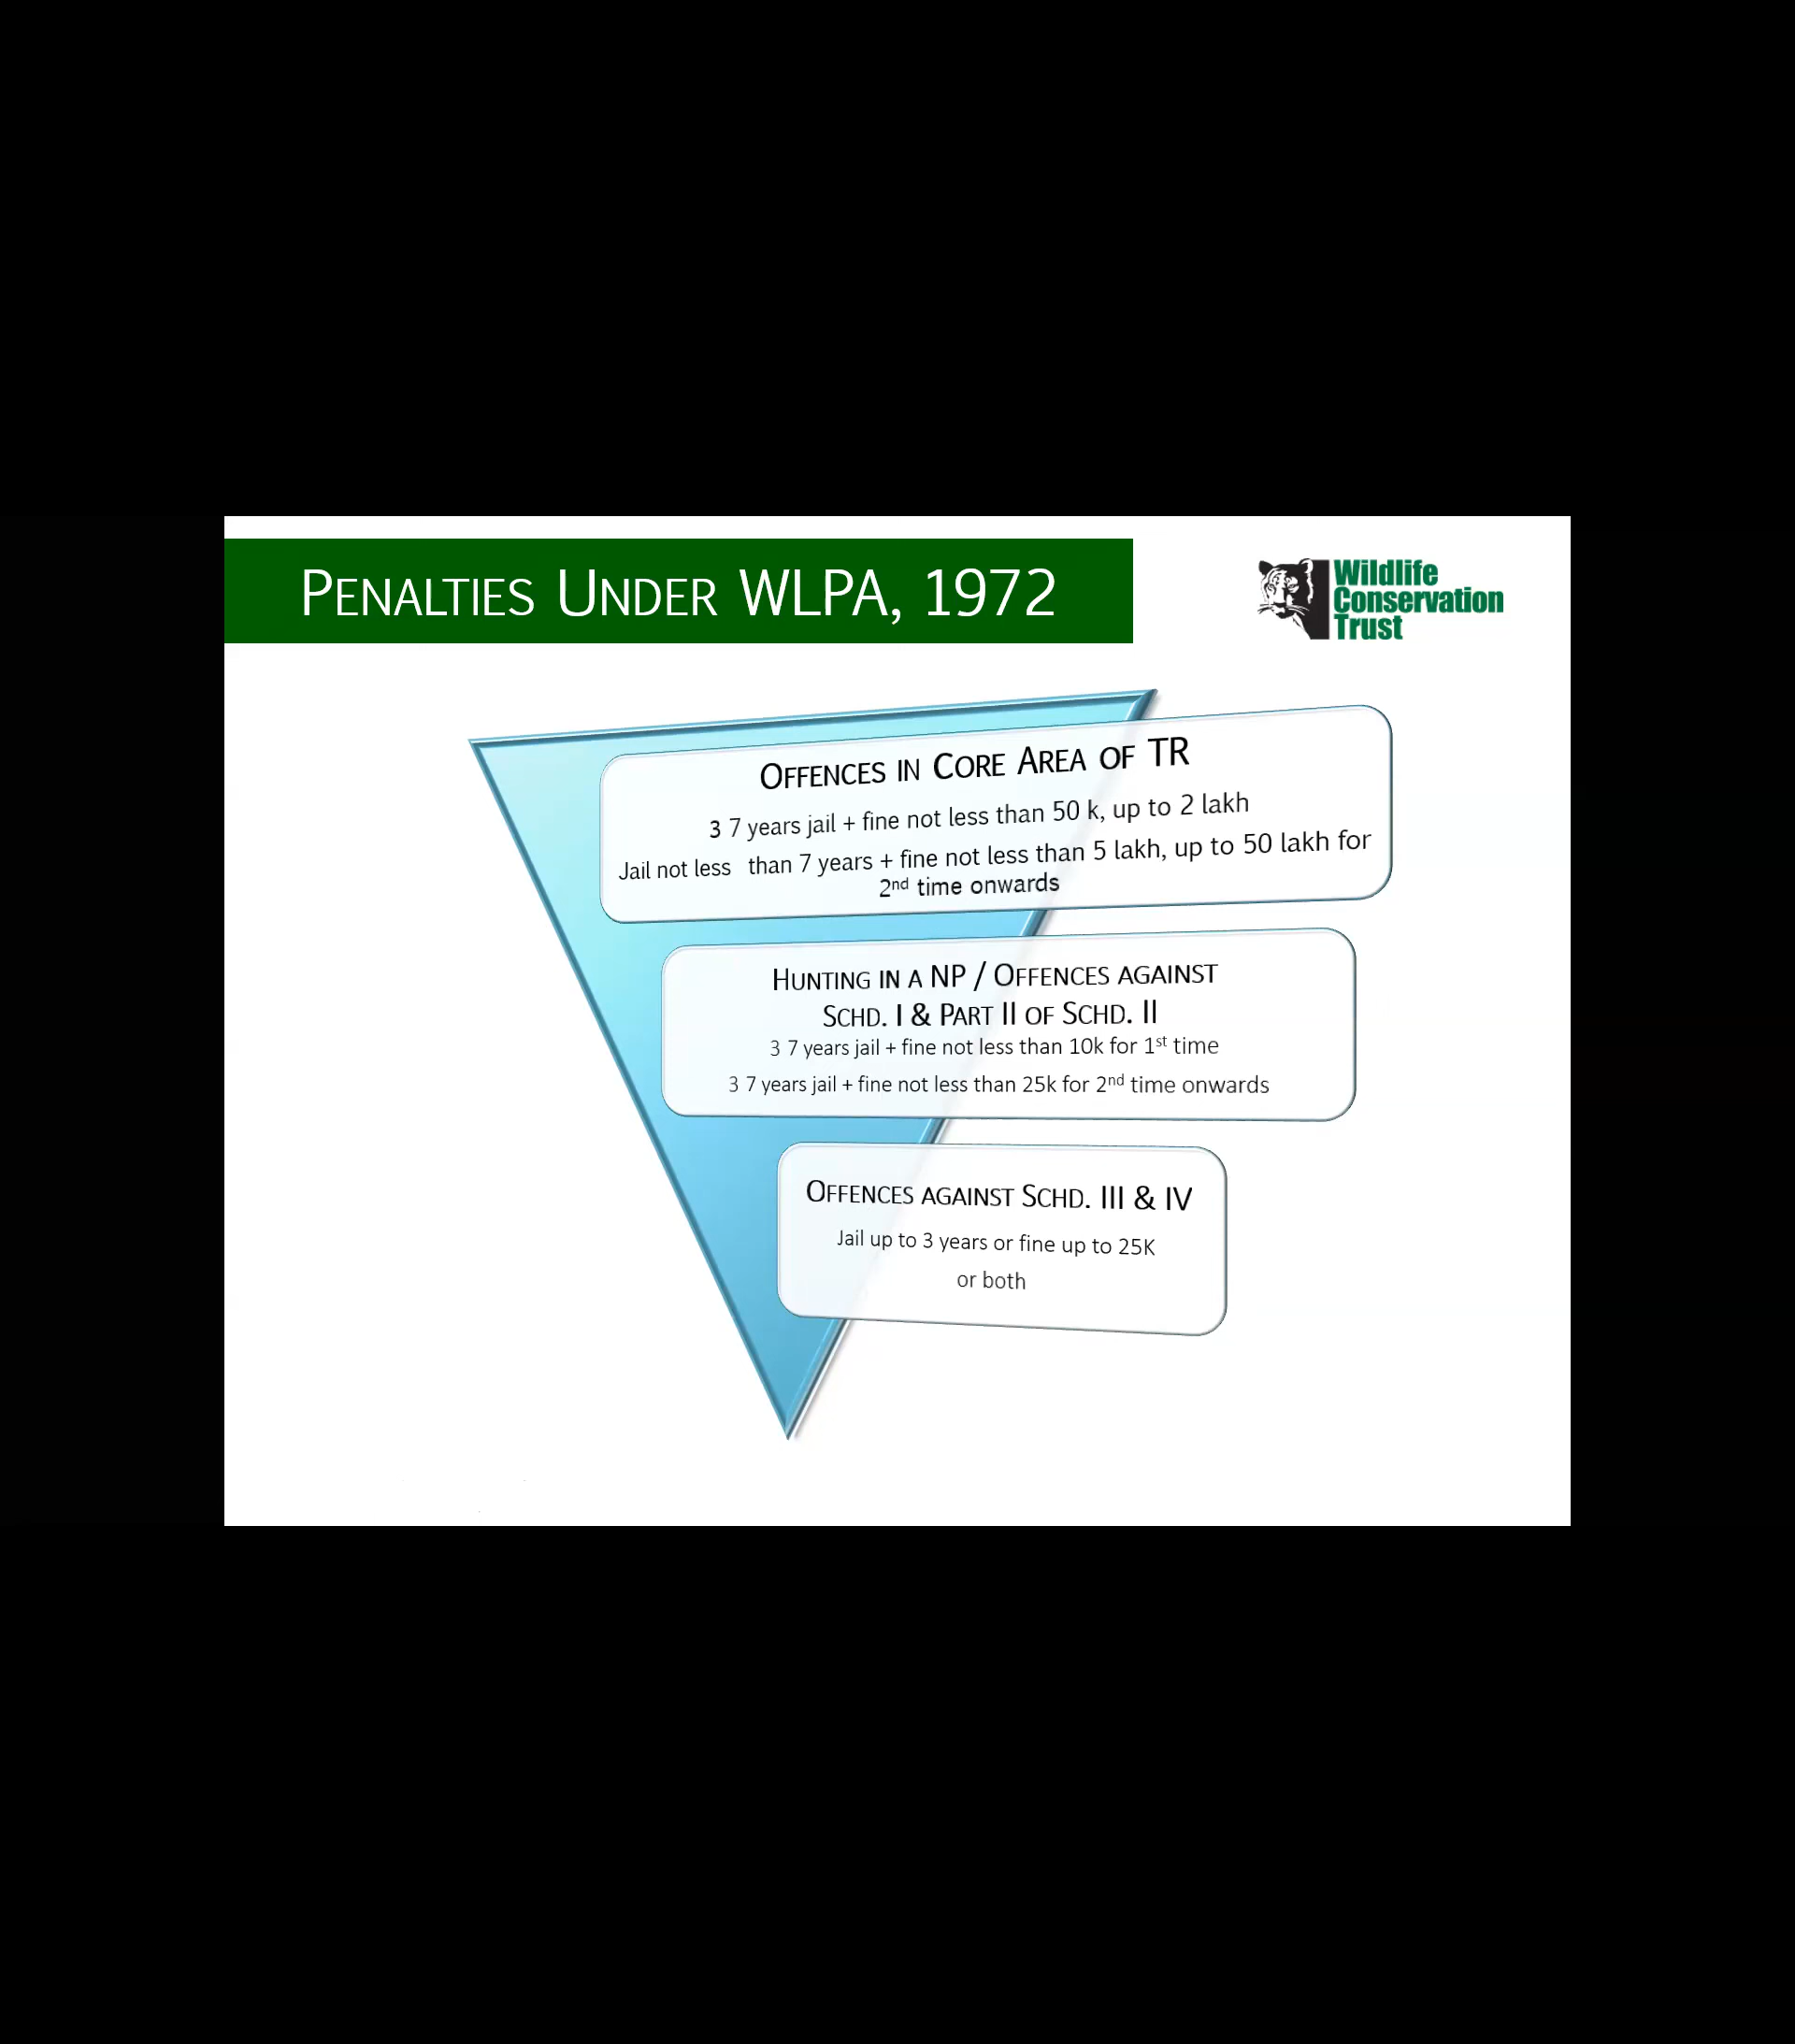 PENALTIES UNDER WLPA, 1972
Wildlife
Conservation
Trust
OFFENCES IN CORE AREA OF TR
3 7 years jail + fine not less than 50 k, up to 2 lakh
Jail not less than 7 years + fine not less than 5 lakh, up to 50 lakh for
2nd time onwards
HUNTING IN A NP / OFFENCES AGAINST
SCHD. I & PART II OF SCHD. II
3 7 years jail + fine not less than 10k for 1st time
3 7 years jail + fine not less than 25k for 2nd time onwards
OFFENCES AGAINST SCHD. III & IV
Jail up to 3 years or fine up to 25K
or both